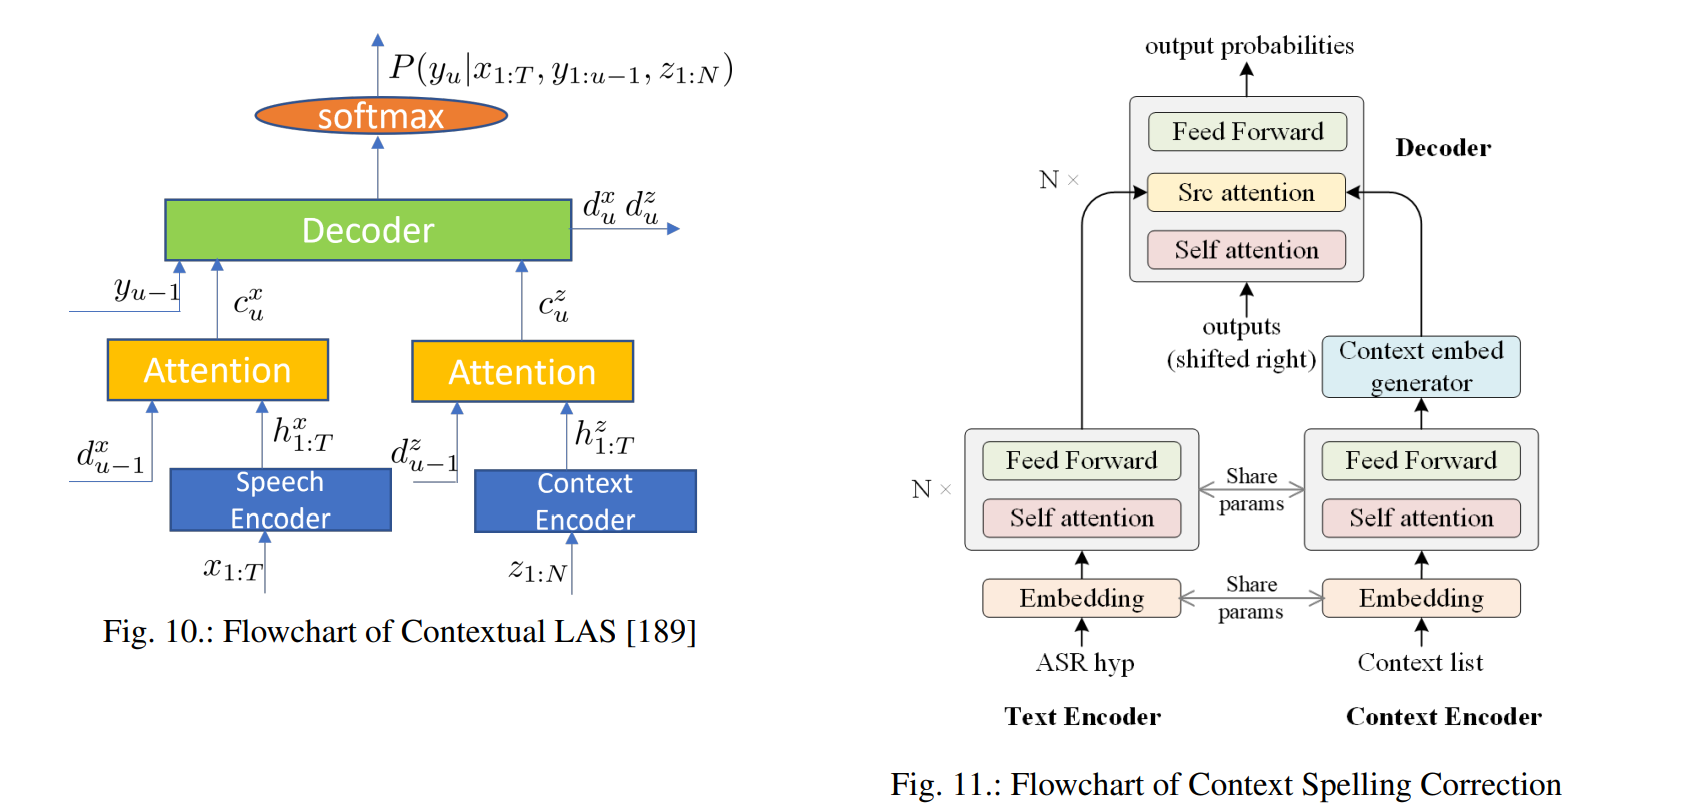 P(y_u|x_{1:T}, y_{1:u−1}, z_{1:N})
softmax
d_u^x d_u^z
Decoder
y_{u−1}
c_u^x
c_u^z
Attention
Attention
d_{u−1}^x
h_{1:T}^x
d_{u−1}^z
h_{1:T}^z
Speech
Encoder
Context
Encoder
x_{1:T}
z_{1:N}
Fig. 10.: Flowchart of Contextual LAS [189]
output probabilities
Feed Forward
Decoder
N ×
Src attention
Self attention
outputs
(shifted right)
Context embed
generator
Feed Forward
Share
params
Feed Forward
N ×
Self attention
Self attention
Embedding
Share
params
Embedding
ASR hyp
Context list
Text Encoder
Context Encoder
Fig. 11.: Flowchart of Context Spelling Correction